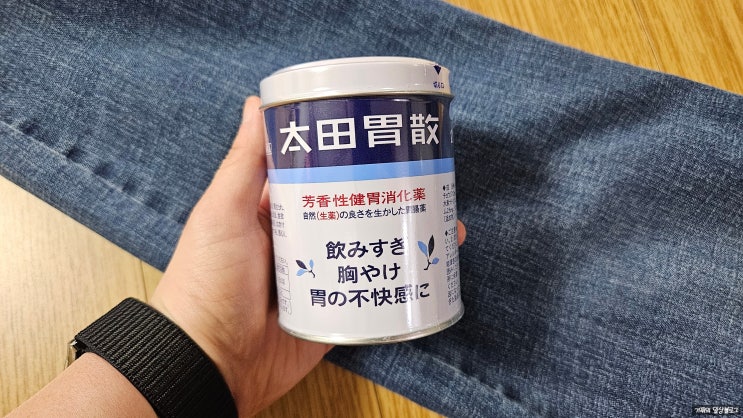 太田胃散
芳香性健胃消化薬
自然(生薬)の良さを生かした胃腸薬
飲みすぎ
胸やけ
胃の不快感に